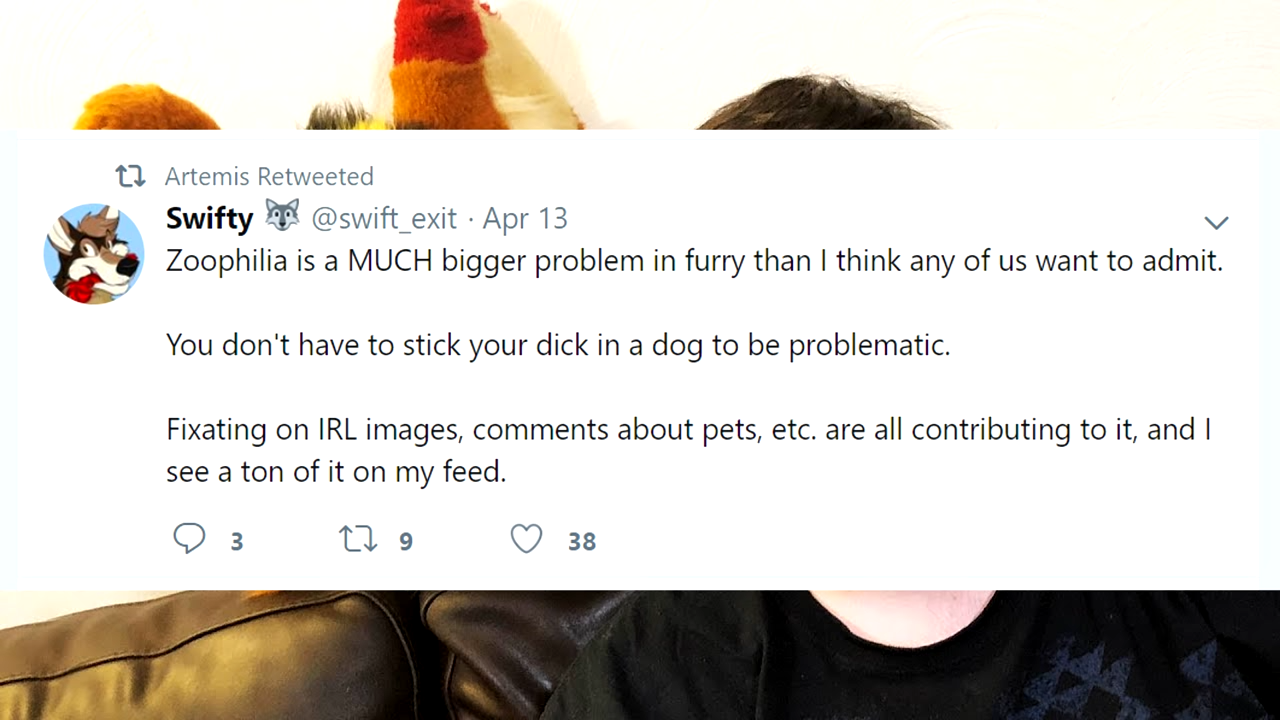 Artemis Retweeted
Swifty 🐺 @swift_exit · Apr 13
Zoophilia is a MUCH bigger problem in furry than I think any of us want to admit.
You don't have to stick your dick in a dog to be problematic.
Fixating on IRL images, comments about pets, etc. are all contributing to it, and I
see a ton of it on my feed.
3 9 38